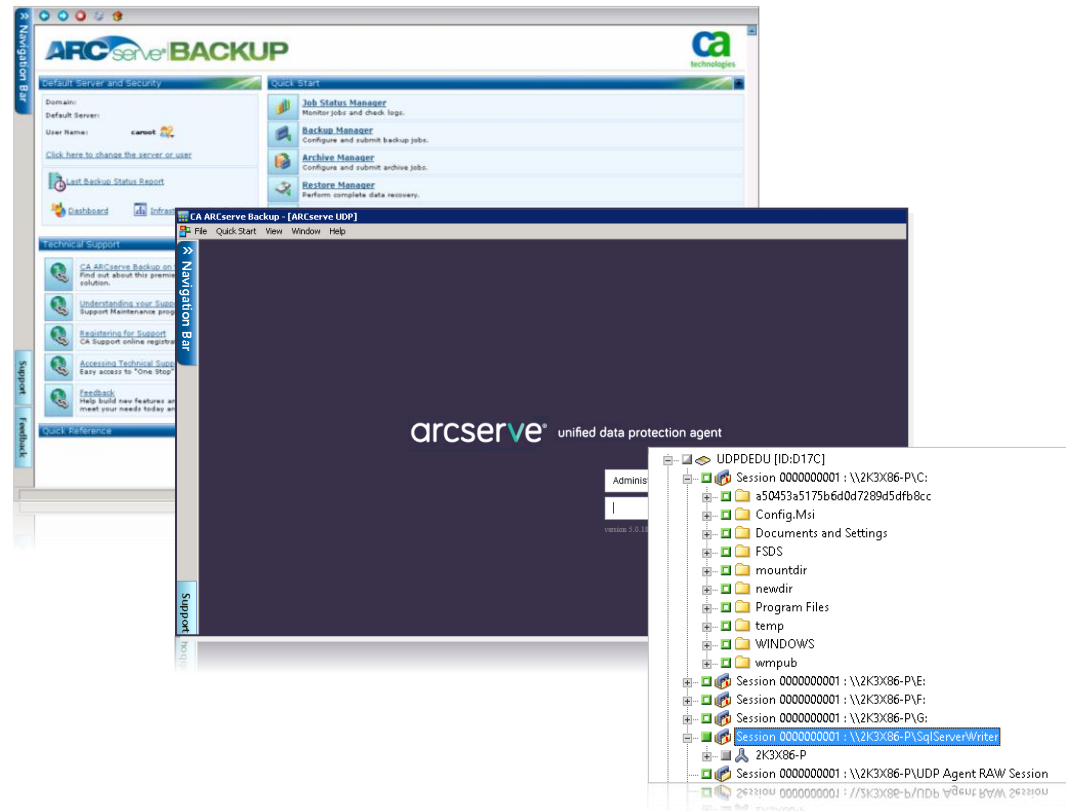 Navigation Bar
ARCserve® BACKUP
ca
technologies
Default Server and Security
Domain:
Default Server:
User Name: caroot
Click here to change the server or user
Last Backup Status Report
Dashboard Infrast
Quick Start
Job Status Manager
Monitor jobs and check logs.
Backup Manager
Configure and submit backup jobs.
Archive Manager
Configure and submit archive jobs.
Restore Manager
Perform complete data recovery.
Technical Support
CA ARCserve Backup on
Find out about this premie
solution.
Understanding your Supp
Support Maintenance prog
Registering for Support
CA Support online registra
Accessing Technical Supp
Easy access to "One Stop"
Feedback
Help build new features an
meet your needs today an
Quick Reference
Support
Feedback
CA ARCserve Backup - [ARCserve UDP]
File Quick Start View Window Help
Navigation Bar
arcserve® unified data protection agent
Adminis
version 5.0.18
Support
UDPDEDU [ID:D17C]
Session 0000000001 : \\2K3X86-P\C:
a50453a5175b6d0d7289d5dfb8cc
Config.Msi
Documents and Settings
FSDS
mountdir
newdir
Program Files
temp
WINDOWS
wmpub
Session 0000000001 : \\2K3X86-P\E:
Session 0000000001 : \\2K3X86-P\F:
Session 0000000001 : \\2K3X86-P\G:
Session 0000000001 : \\2K3X86-P\SqlServerWriter
2K3X86-P
Session 0000000001 : \\2K3X86-P\UDP Agent RAW Session